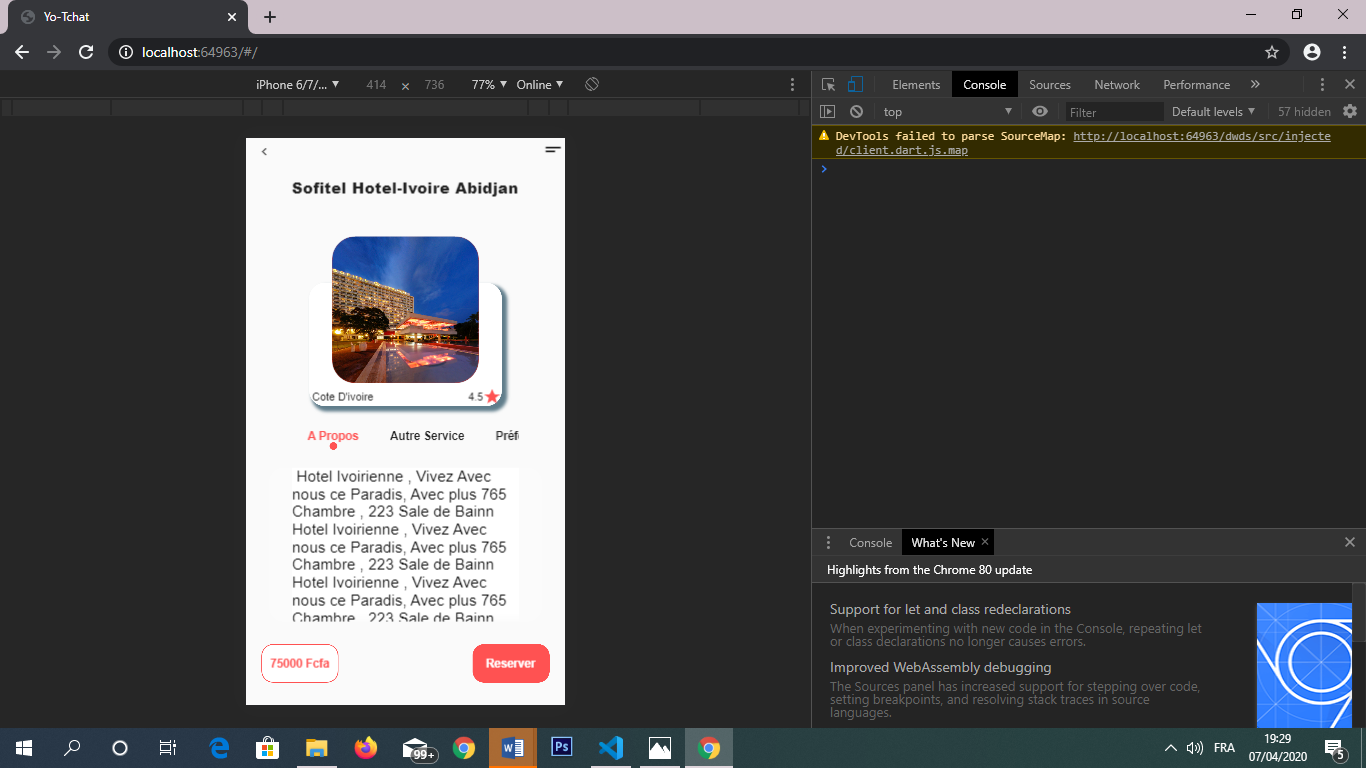 Yo-Tchat
localhost:64963/#/
iPhone 6/7/... 414 × 736 77% Online
Elements Console Sources Network Performance
top Filter Default levels 57 hidden
DevTools failed to parse SourceMap: http://localhost:64963/dwds/src/injecte
d/client.dart.js.map
Sofitel Hotel-Ivoire Abidjan
Cote D'ivoire 4.5
A Propos Autre Service Préfé
Hotel Ivoirienne , Vivez Avec
nous ce Paradis, Avec plus 765
Chambre , 223 Sale de Bainn
Hotel Ivoirienne , Vivez Avec
nous ce Paradis, Avec plus 765
Chambre , 223 Sale de Bainn
Hotel Ivoirienne , Vivez Avec
nous ce Paradis, Avec plus 765
Chambre , 223 Sale de Bainn
75000 Fcfa Reserver
Console What's New
Highlights from the Chrome 80 update
Support for let and class redeclarations
When experimenting with new code in the Console, repeating let
or class declarations no longer causes errors.
Improved WebAssembly debugging
The Sources panel has increased support for stepping over code,
setting breakpoints, and resolving stack traces in source
languages.
99+ Ps FRA 19:29
07/04/2020 5